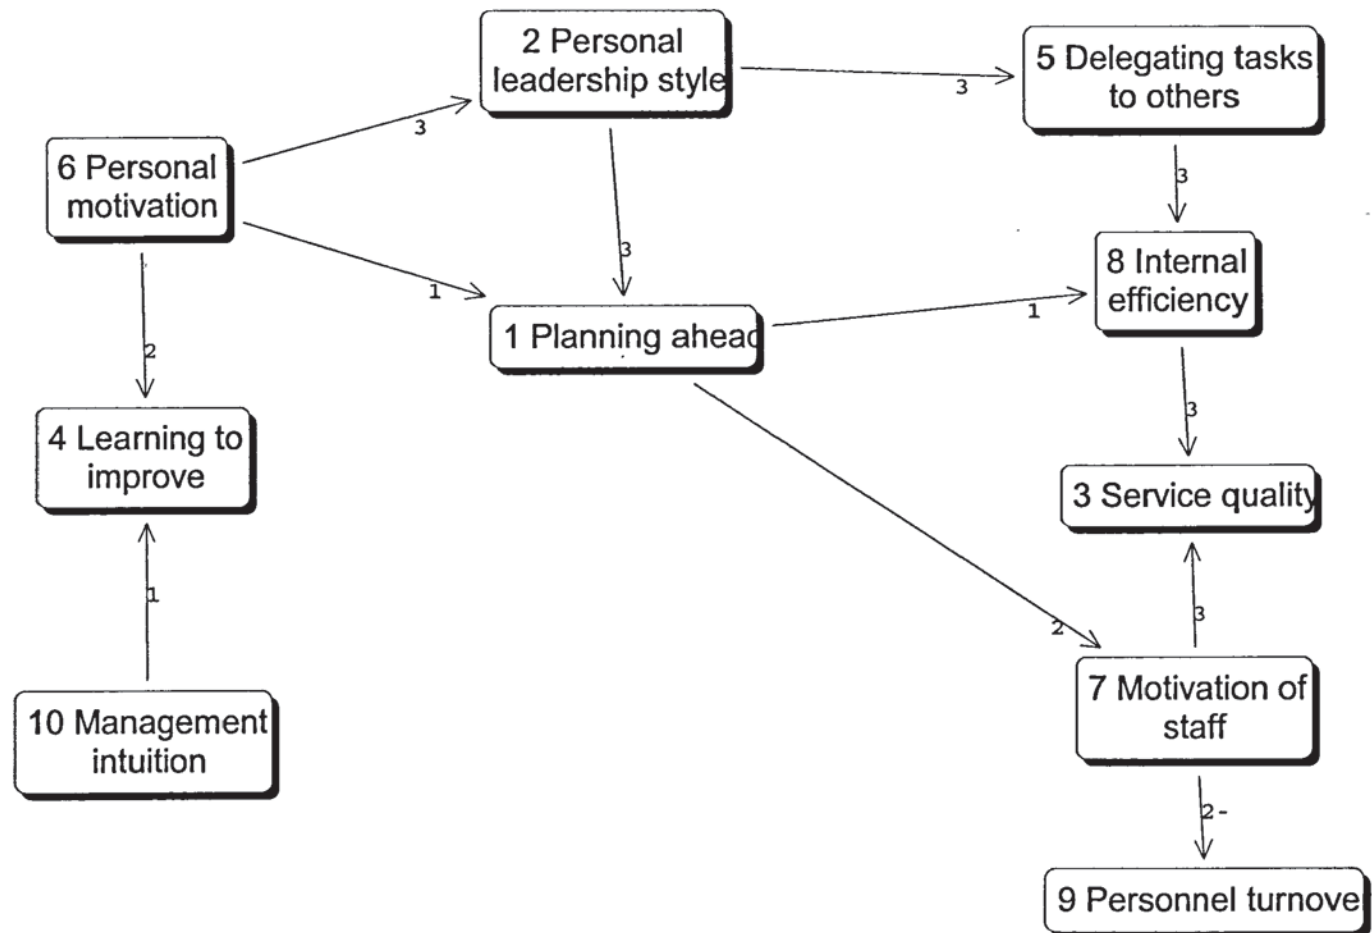 2 Personal
leadership style
5 Delegating tasks
to others
3
3
6 Personal
motivation
3
8 Internal
efficiency
3
1
1
1 Planning ahead
2
3
4 Learning to
improve
3 Service quality
1
3
2
10 Management
intuition
7 Motivation of
staff
2-
9 Personnel turnove